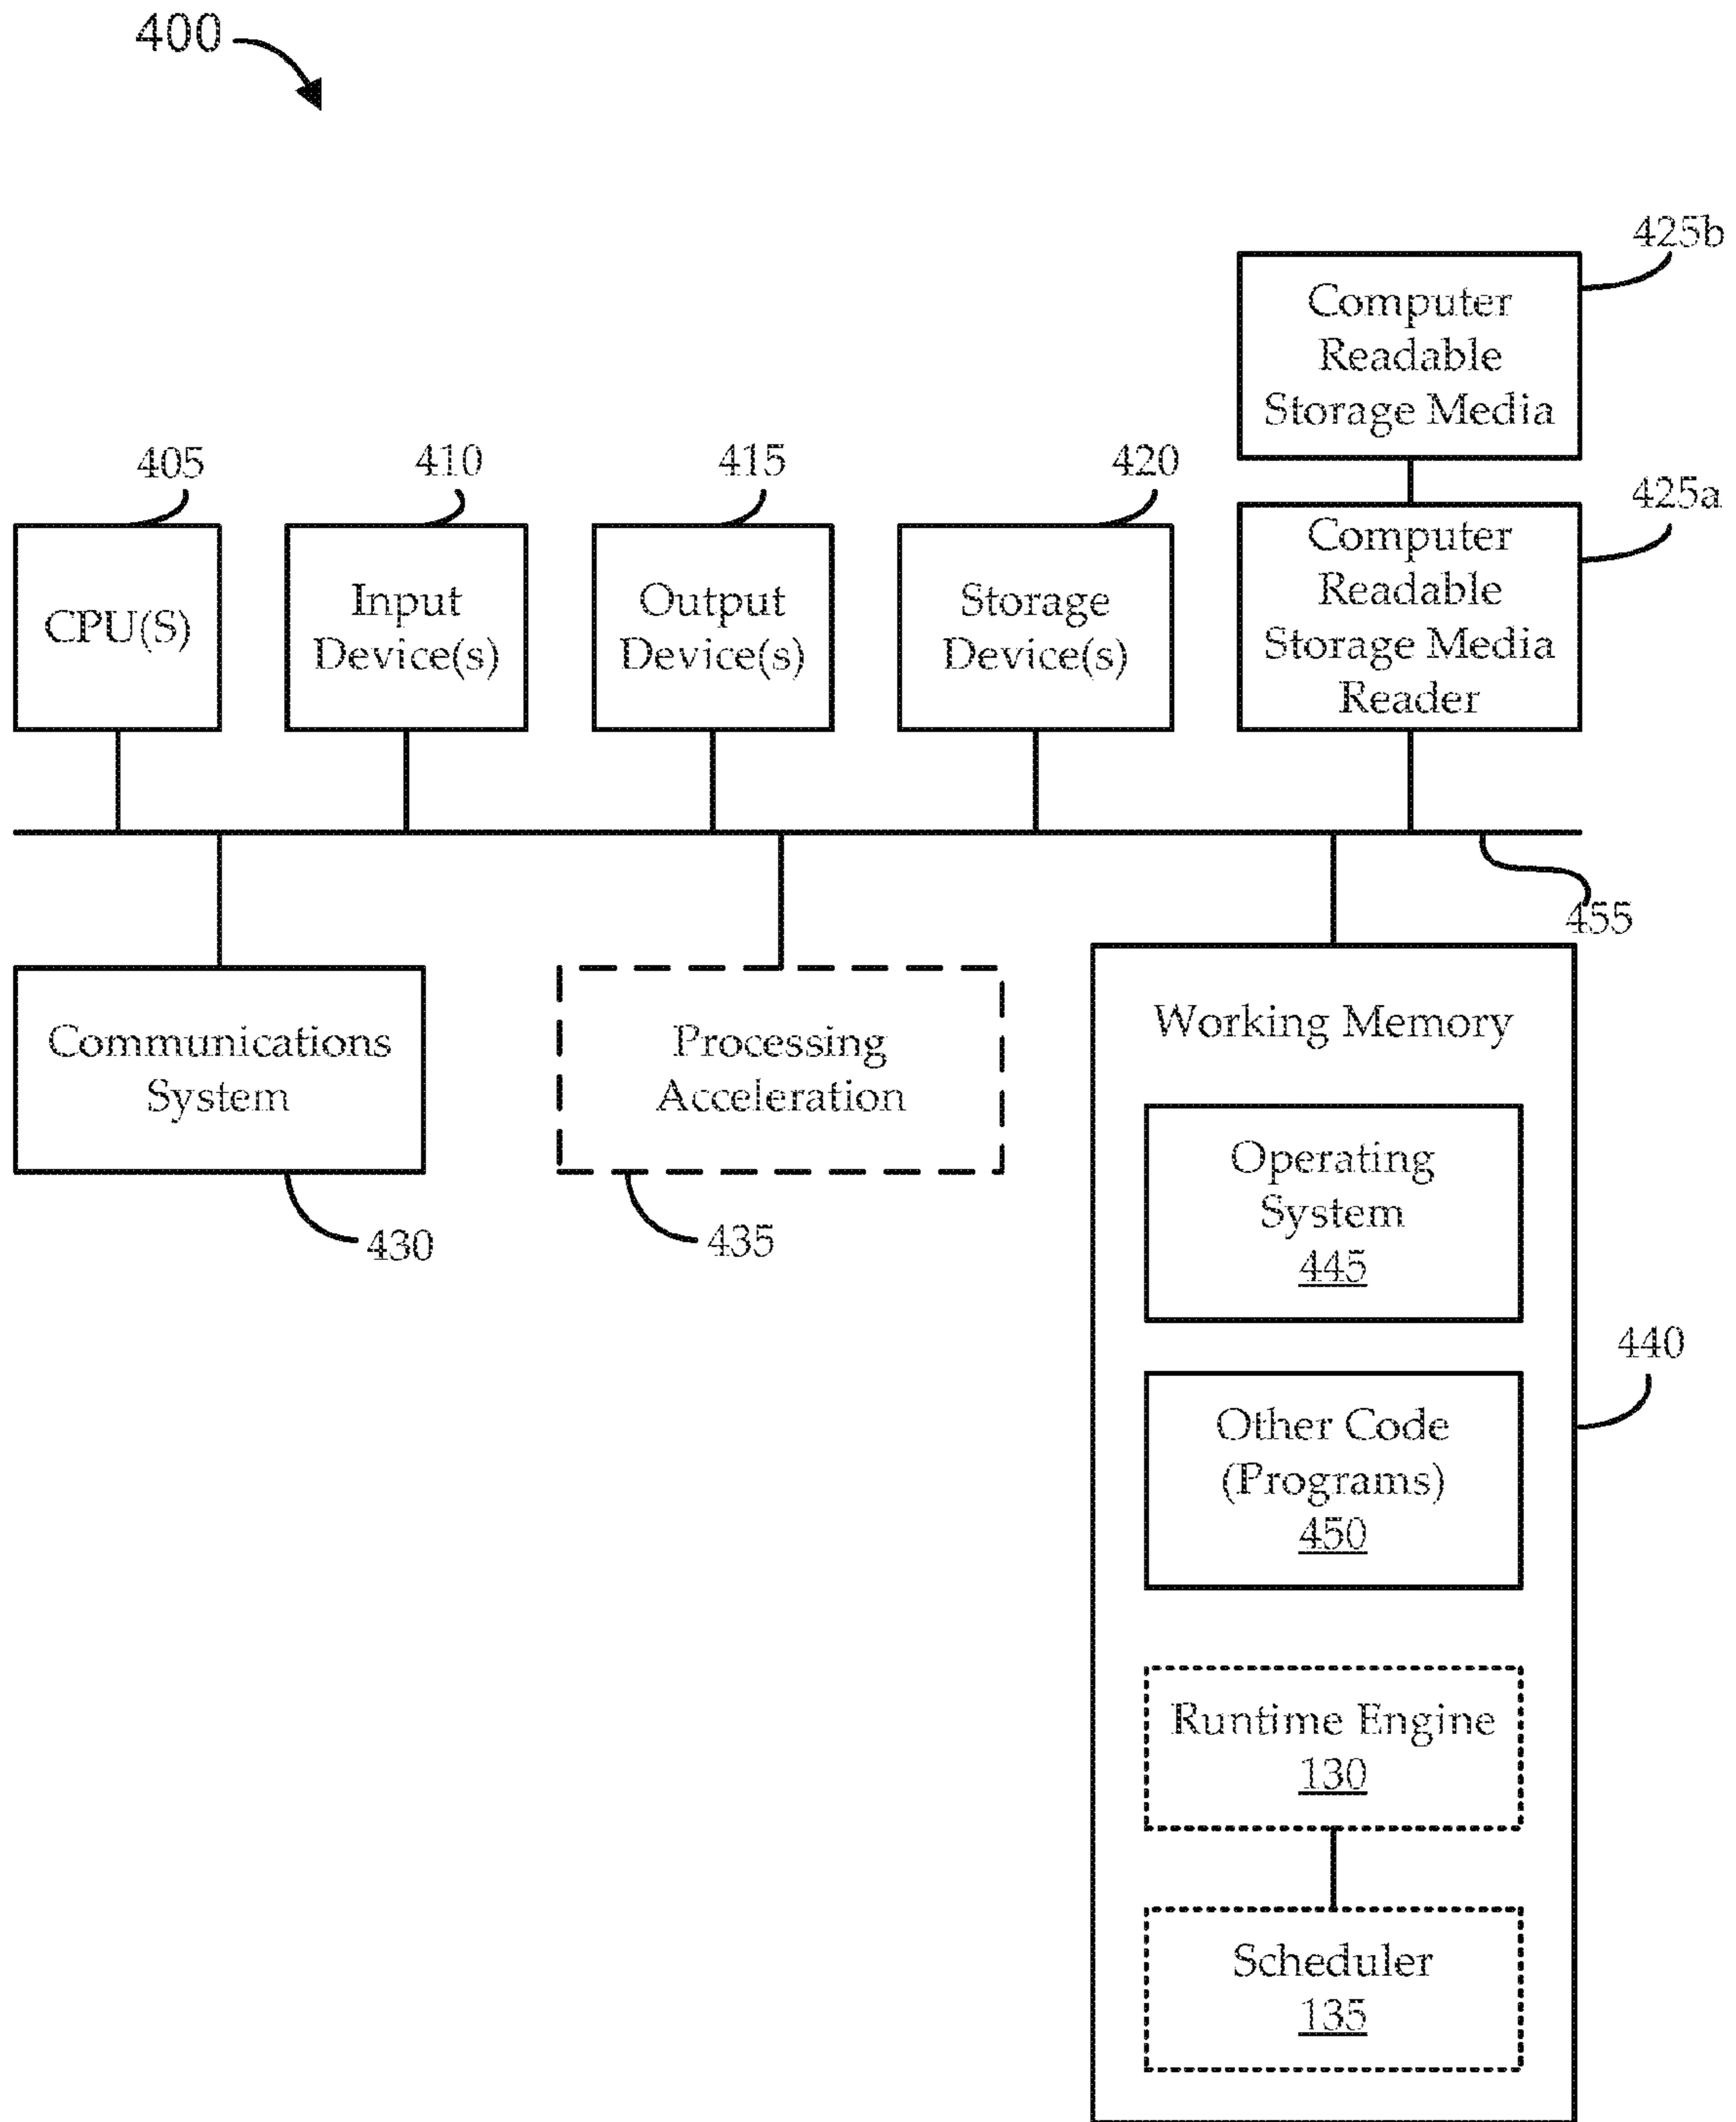 400
425b
Computer
Readable
Storage Media
405
410
415
420
425a
CPU(S)
Input
Device(s)
Output
Device(s)
Storage
Device(s)
Computer
Readable
Storage Media
Reader
455
Communications
System
430
Processing
Acceleration
435
Working Memory
Operating
System
445
440
Other Code
(Programs)
450
Runtime Engine
130
Scheduler
135